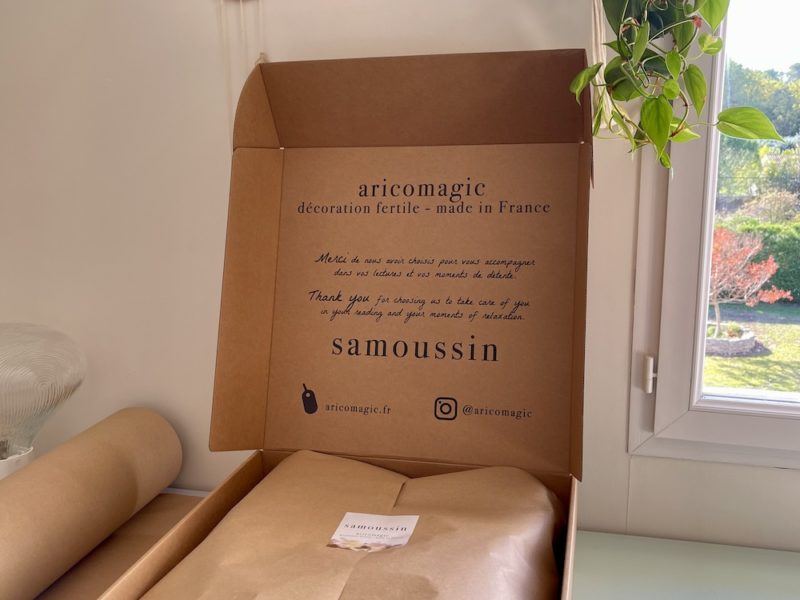 aricomagic
décoration fertile - made in France
Merci de nous avoir choisis pour vous accompagner
dans vos lectures et vos moments de détente.
Thank you for choosing us to take care of you
in your reading and your moments of relaxation.
samoussin
aricomagic.fr
@aricomagic
samoussin
aricomagic